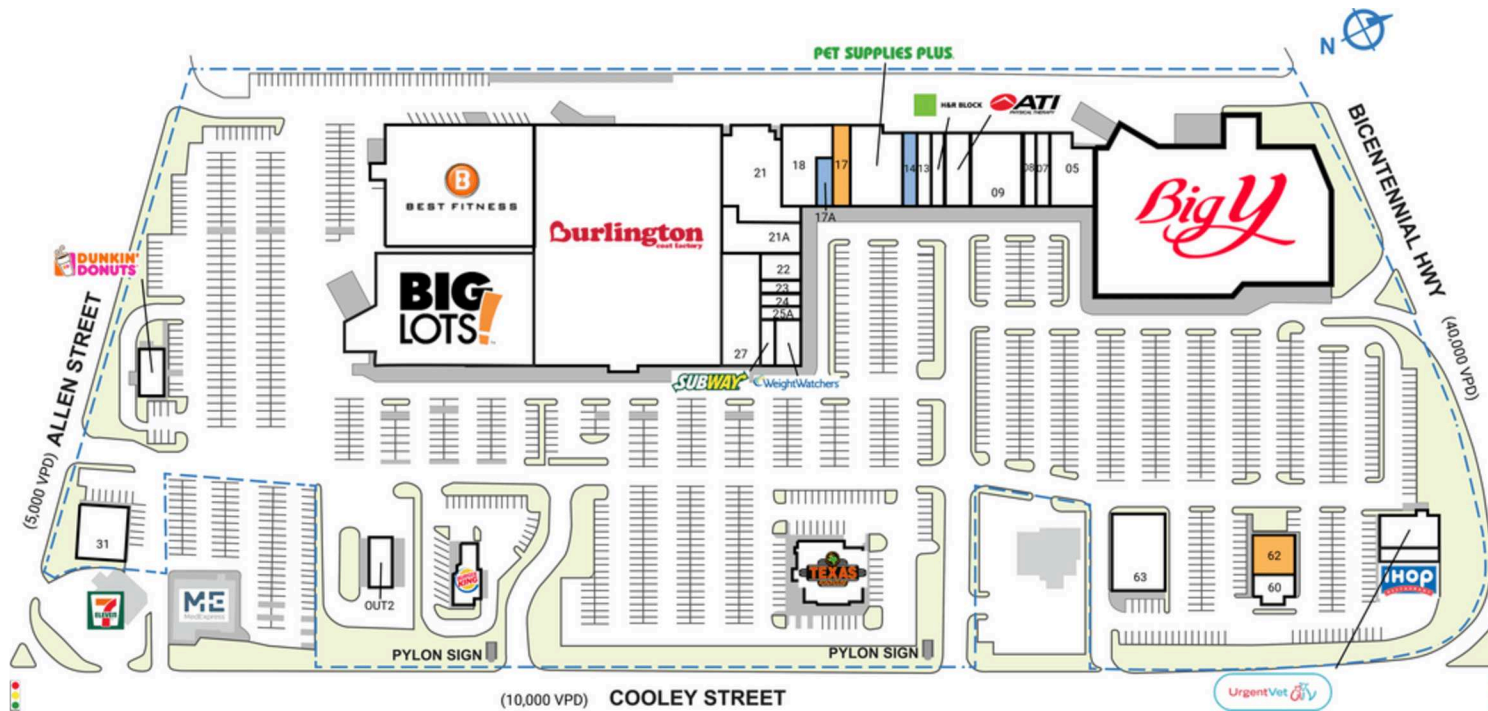 PET SUPPLIES PLUS
N
H&R BLOCK
ATI
PHYSICAL THERAPY
BICENTENNIAL HWY
(40,000 VPD)
B
BEST FITNESS
Burlington
coat factory
21
18
17
14
13
09
08
07
05
Big Y
17A
21A
22
23
24
25A
27
DUNKIN'
DONUTS
BIG
LOTS!
SUBWAY
WeightWatchers
ALLEN STREET
(5,000 VPD)
31
7
ELEVEN
ME
MedExpress
OUT2
BURGER
KING
TEXAS
63
62
60
IHOP
RESTAURANT
PYLON SIGN
PYLON SIGN
(10,000 VPD) COOLEY STREET
UrgentVet